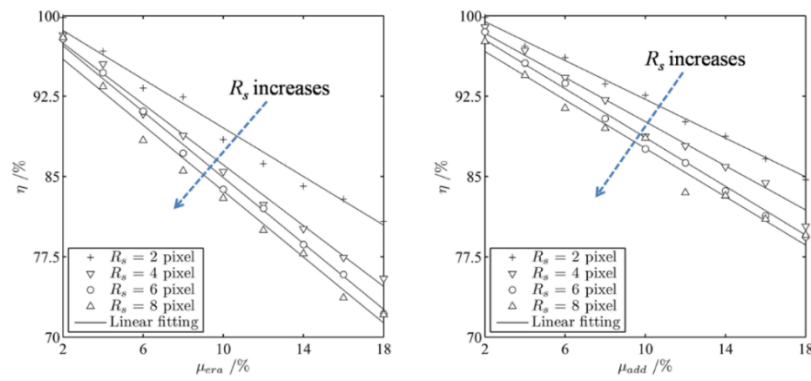 100
92.5
85
77.5
70
η /%
R_s increases
R_s = 2 pixel
R_s = 4 pixel
R_s = 6 pixel
R_s = 8 pixel
Linear fitting
2 6 10 14 18
μ_era /%
100
92.5
85
77.5
70
η /%
R_s increases
R_s = 2 pixel
R_s = 4 pixel
R_s = 6 pixel
R_s = 8 pixel
Linear fitting
2 6 10 14 18
μ_add /%